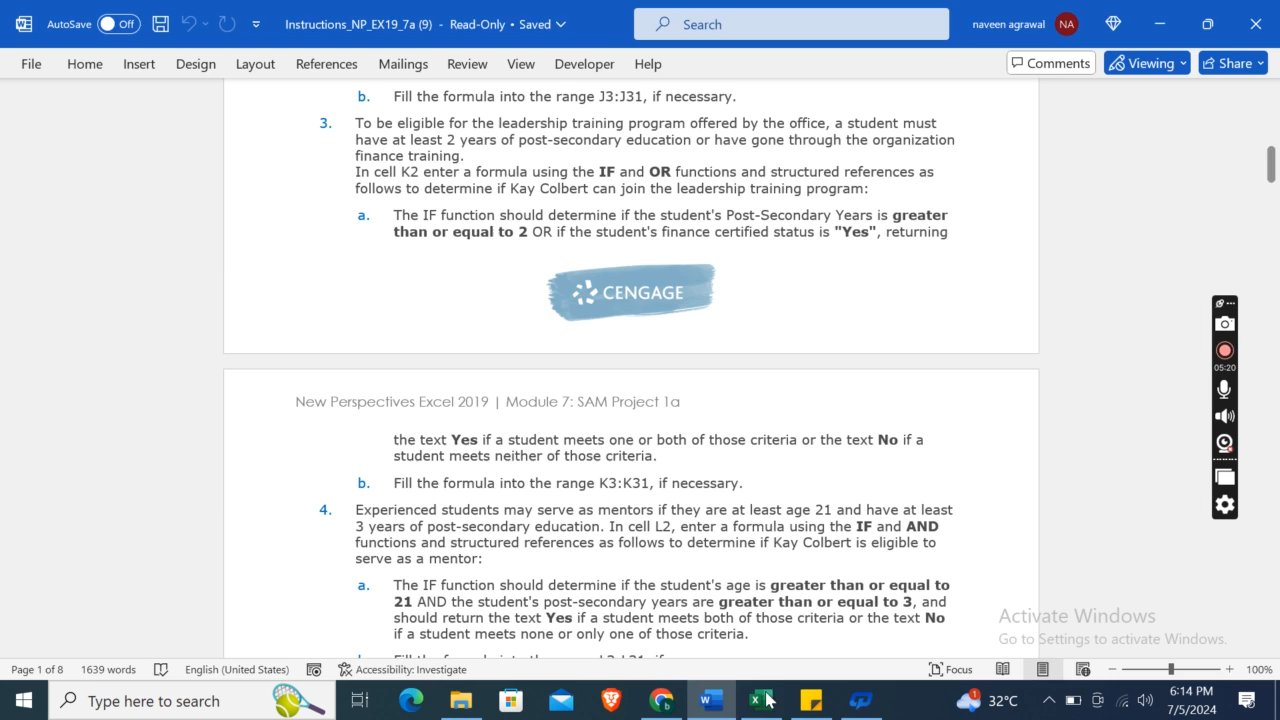 AutoSave Off Instructions_NP_EX19_7a (9) - Read-Only • Saved Search naveen agrawal NA
File Home Insert Design Layout References Mailings Review View Developer Help Comments Viewing Share
b. Fill the formula into the range J3:J31, if necessary.
3. To be eligible for the leadership training program offered by the office, a student must
have at least 2 years of post-secondary education or have gone through the organization
finance training.
In cell K2 enter a formula using the IF and OR functions and structured references as
follows to determine if Kay Colbert can join the leadership training program:
a. The IF function should determine if the student's Post-Secondary Years is greater
than or equal to 2 OR if the student's finance certified status is "Yes", returning
CENGAGE
05:20
New Perspectives Excel 2019 | Module 7: SAM Project 1a
the text Yes if a student meets one or both of those criteria or the text No if a
student meets neither of those criteria.
b. Fill the formula into the range K3:K31, if necessary.
4. Experienced students may serve as mentors if they are at least age 21 and have at least
3 years of post-secondary education. In cell L2, enter a formula using the IF and AND
functions and structured references as follows to determine if Kay Colbert is eligible to
serve as a mentor:
a. The IF function should determine if the student's age is greater than or equal to
21 AND the student's post-secondary years are greater than or equal to 3, and
should return the text Yes if a student meets both of those criteria or the text No
if a student meets none or only one of those criteria.
Activate Windows
Go to Settings to activate Windows.
Page 1 of 8 1639 words English (United States) Accessibility: Investigate Focus 100%
Type here to search 32°C 6:14 PM
7/5/2024